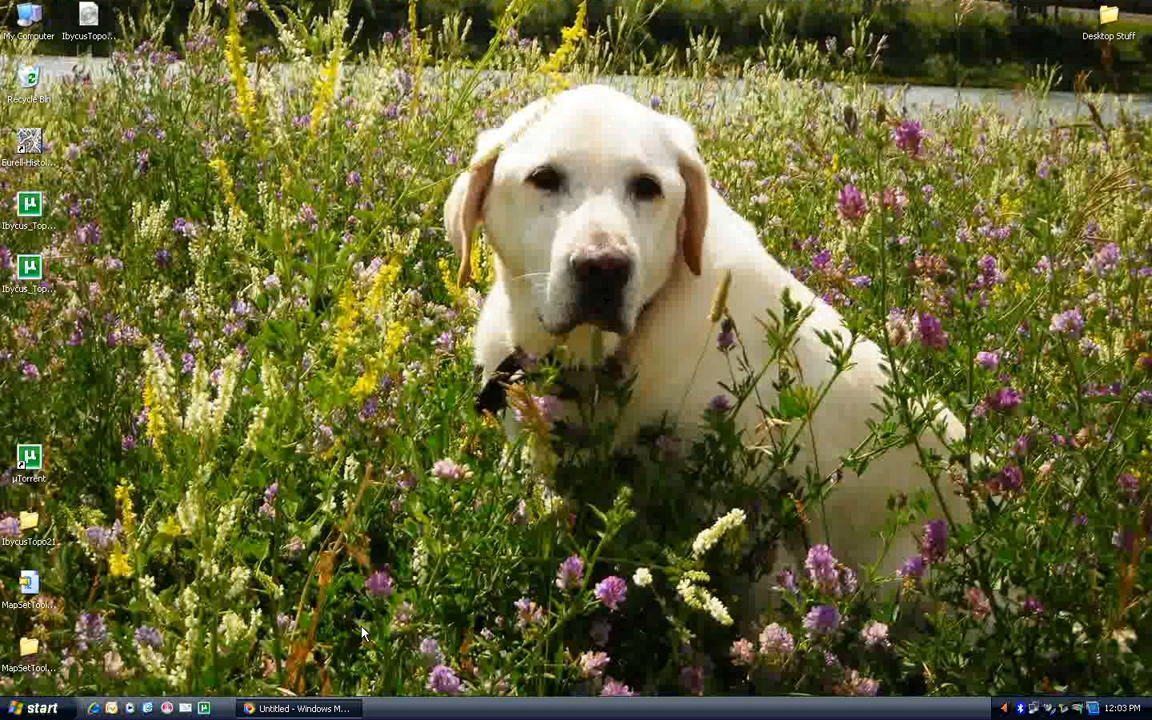 My Computer
IbycusTopo...
Recycle Bin
Eurell-Histol...
Ibycus_Top...
Ibycus_Top...
µTorrent
IbycusTopo21
MapSetTool...
MapSetTool...
Desktop Stuff
start
Untitled - Windows M...
12:03 PM